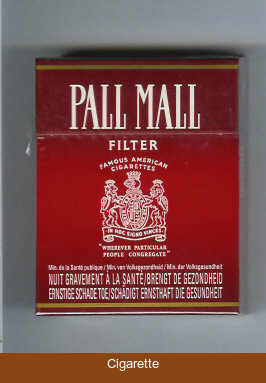 PALL MALL
FILTER
FAMOUS AMERICAN
CIGARETTES
IN HOC SIGNO VINCES
"WHEREVER PARTICULAR
PEOPLE CONGREGATE"
Min. de la Santé publique / Min. van Volksgezondheid / Min. der Volksgesundheit
NUIT GRAVEMENT À LA SANTÉ/BRENGT DE GEZONDHEID
ERNSTIGE SCHADE TOE/SCHÄDIGT ERNSTHAFT DIE GESUNDHEIT
Cigarette